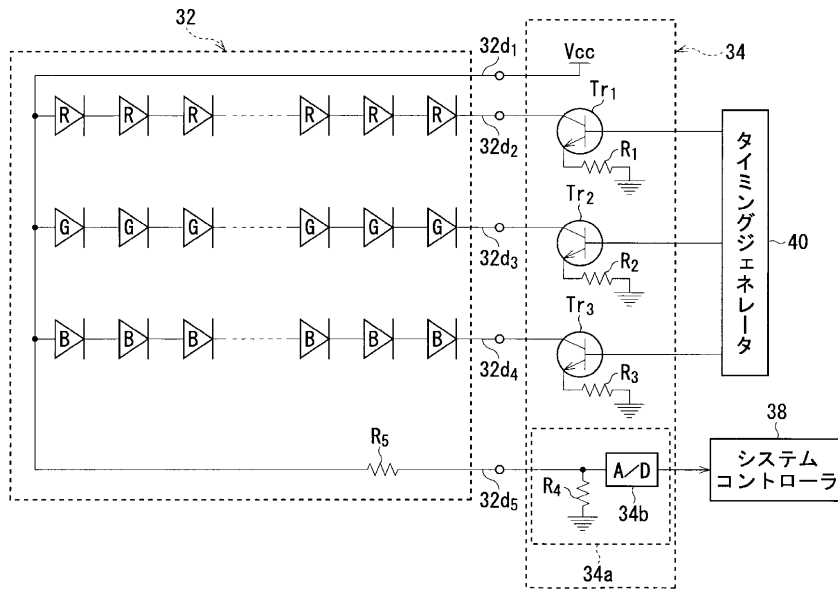 32
32d1
Vcc
34
R R R R R R
32d2
Tr1
R1
G G G G G G
32d3
Tr2
R2
タイミングジェネレータ
40
B B B B B B
32d4
Tr3
R3
R5
32d5
R4
A/D
34b
34a
38
システム
コントローラ